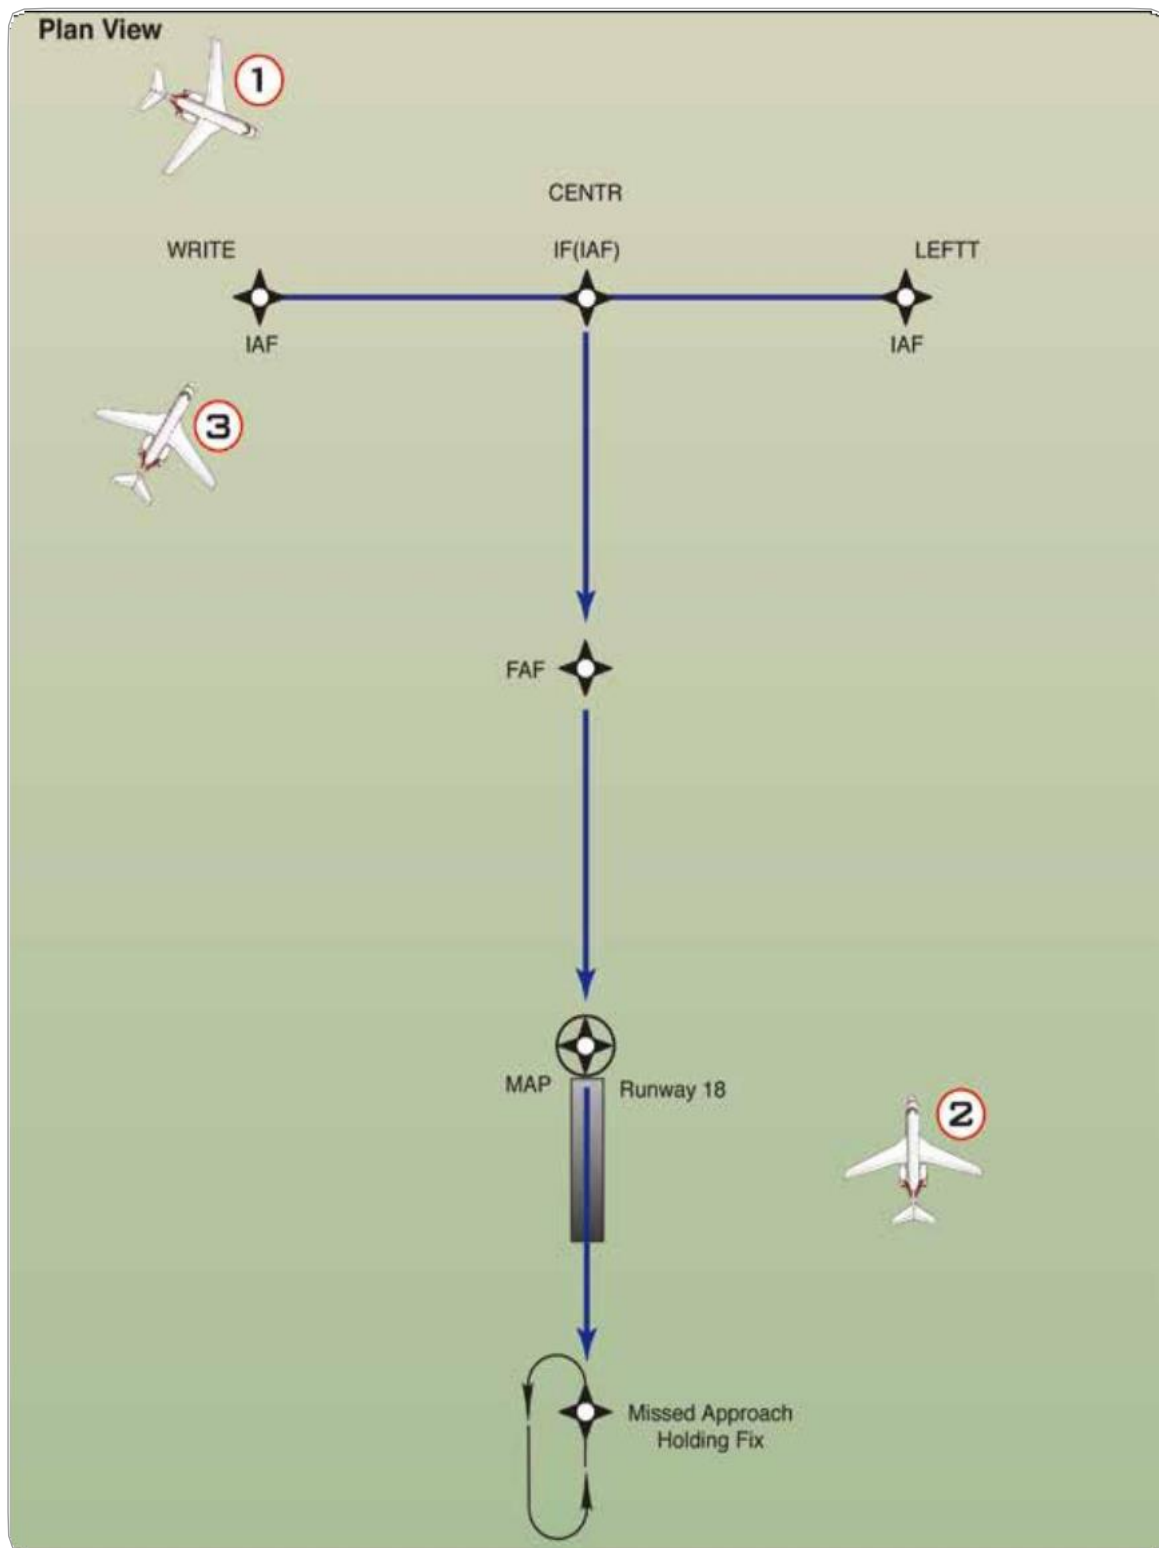 Plan View
1
CENTR
WRITE
IF(IAF)
LEFTT
IAF
IAF
3
FAF
MAP
Runway 18
2
Missed Approach
Holding Fix